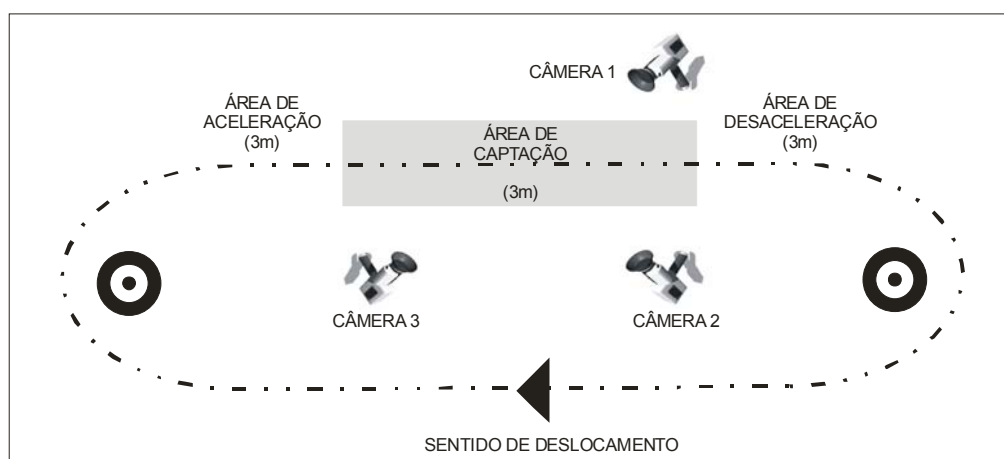 CÂMERA 1
ÁREA DE
ACELERAÇÃO
(3m)
ÁREA DE
CAPTAÇÃO
(3m)
ÁREA DE
DESACELERAÇÃO
(3m)
CÂMERA 3
CÂMERA 2
SENTIDO DE DESLOCAMENTO